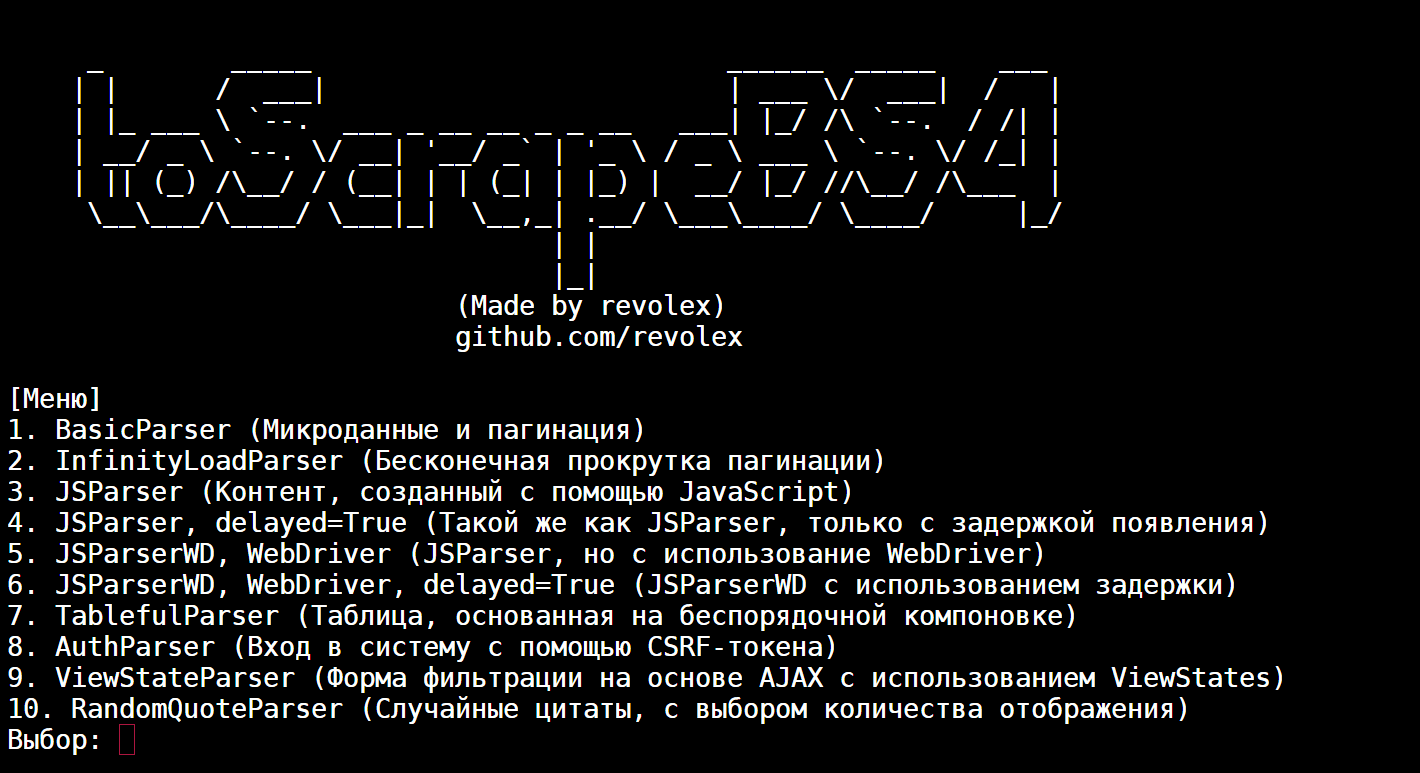 toScrapeBS4
(Made by revolex)
github.com/revolex
[Меню]
1. BasicParser (Микроданные и пагинация)
2. InfinityLoadParser (Бесконечная прокрутка пагинации)
3. JSParser (Контент, созданный с помощью JavaScript)
4. JSParser, delayed=True (Такой же как JSParser, только с задержкой появления)
5. JSParserWD, WebDriver (JSParser, но с использование WebDriver)
6. JSParserWD, WebDriver, delayed=True (JSParserWD с использованием задержки)
7. TablefulParser (Таблица, основанная на беспорядочной компоновке)
8. AuthParser (Вход в систему с помощью CSRF-токена)
9. ViewStateParser (Форма фильтрации на основе AJAX с использованием ViewStates)
10. RandomQuoteParser (Случайные цитаты, с выбором количества отображения)
Выбор: